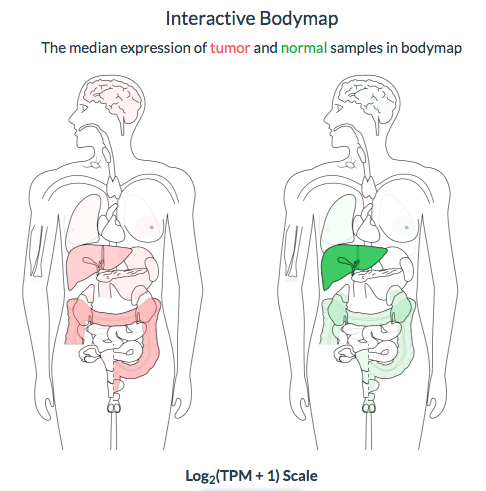 Interactive Bodymap
The median expression of tumor and normal samples in bodymap
Log₂(TPM + 1) Scale